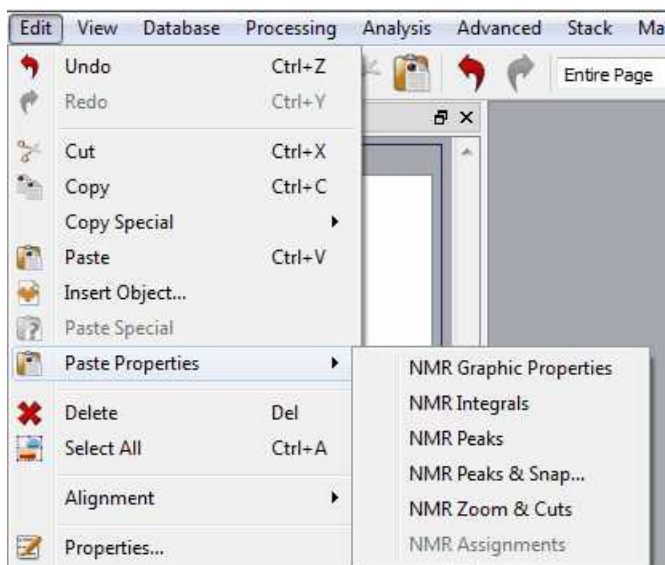 Edit View Database Processing Analysis Advanced Stack
Undo Ctrl+Z
Entire Page
Redo Ctrl+Y
Cut Ctrl+X
Copy Ctrl+C
Copy Special
Paste Ctrl+V
Insert Object...
Paste Special
Paste Properties
NMR Graphic Properties
NMR Integrals
NMR Peaks
NMR Peaks & Snap...
NMR Zoom & Cuts
NMR Assignments
Delete Del
Select All Ctrl+A
Alignment
Properties...